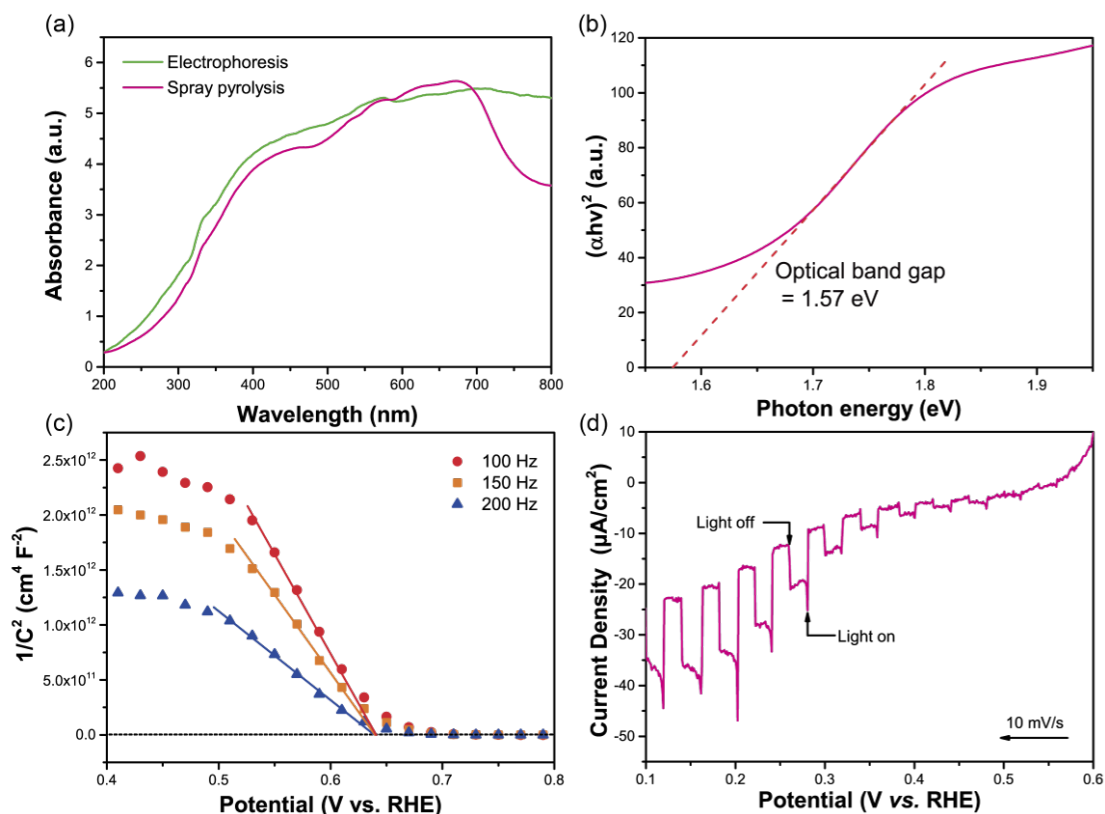 (a)
Electrophoresis
Spray pyrolysis
Absorbance (a.u.)
6
5
4
3
2
1
0
200 300 400 500 600 700 800
Wavelength (nm)
(b)
(αhν)² (a.u.)
120
100
80
60
40
20
0
Optical band gap
= 1.57 eV
1.6 1.7 1.8 1.9
Photon energy (eV)
(c)
100 Hz
150 Hz
200 Hz
1/C² (cm⁴ F⁻²)
2.5x10¹²
2.0x10¹²
1.5x10¹²
1.0x10¹²
5.0x10¹¹
0.0
0.4 0.5 0.6 0.7 0.8
Potential (V vs. RHE)
(d)
Current Density (μA/cm²)
10
0
-10
-20
-30
-40
-50
Light off
Light on
10 mV/s
0.1 0.2 0.3 0.4 0.5 0.6
Potential (V vs. RHE)